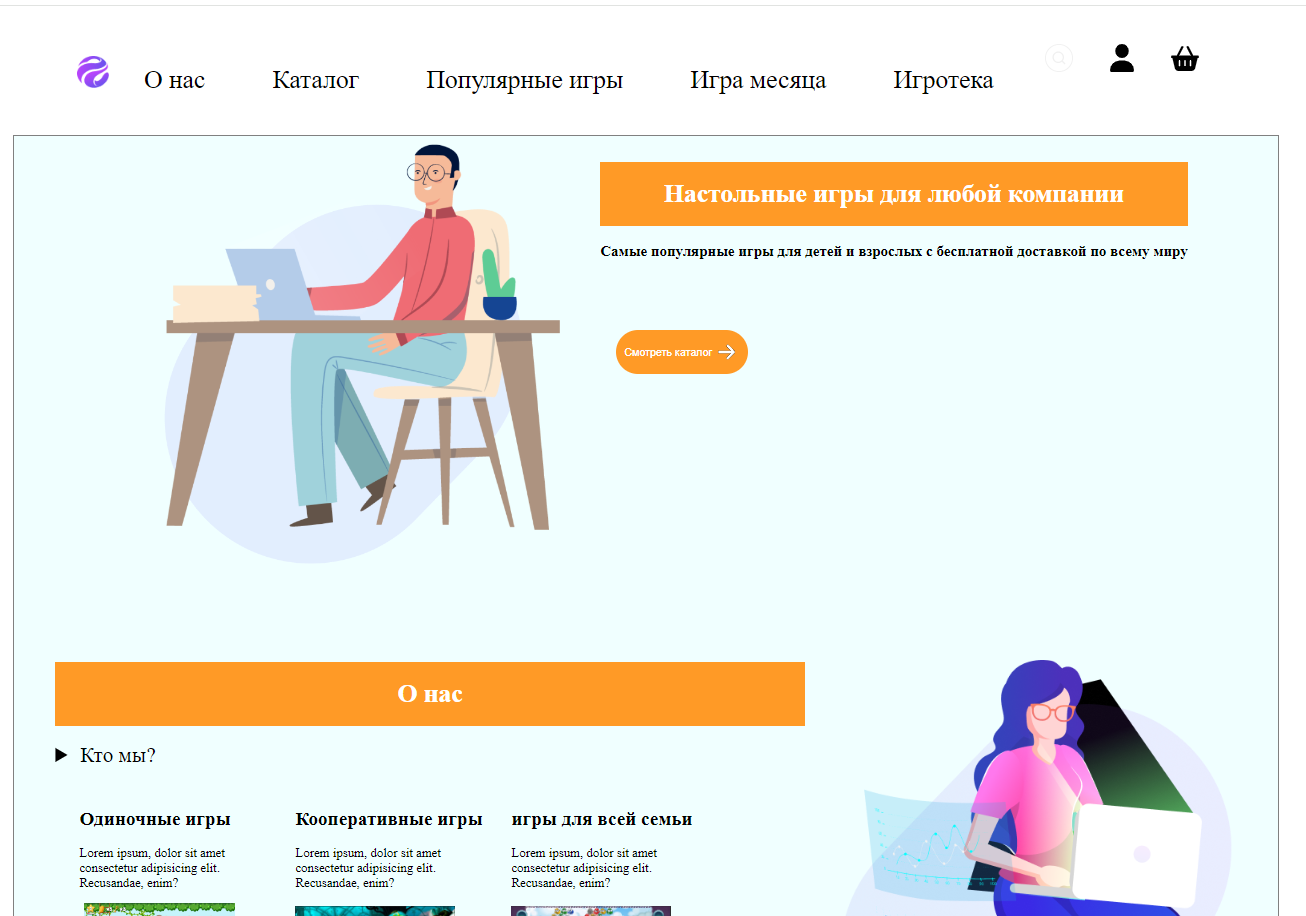 О нас Каталог Популярные игры Игра месяца Игротека
Настольные игры для любой компании
Самые популярные игры для детей и взрослых с бесплатной доставкой по всему миру
Смотреть каталог
О нас
Кто мы?
Одиночные игры
Lorem ipsum, dolor sit amet
consectetur adipisicing elit.
Recusandae, enim?
Кооперативные игры
Lorem ipsum, dolor sit amet
consectetur adipisicing elit.
Recusandae, enim?
игры для всей семьи
Lorem ipsum, dolor sit amet
consectetur adipisicing elit.
Recusandae, enim?